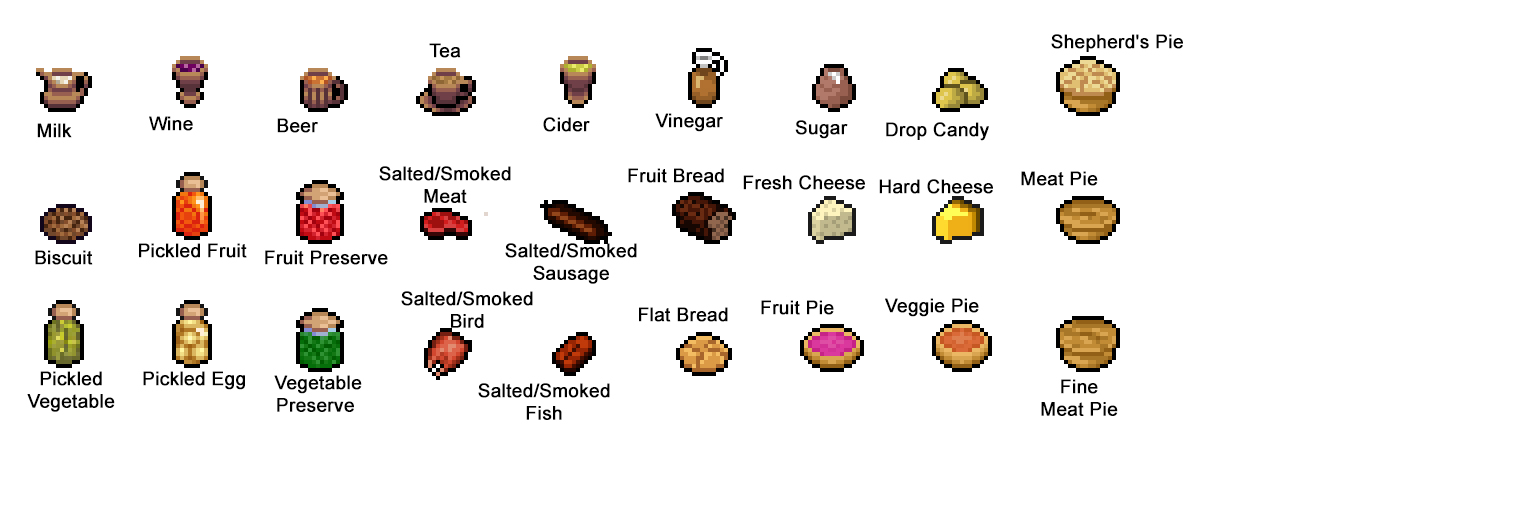 Shepherd's Pie
Tea
Milk
Wine
Beer
Cider
Vinegar
Sugar
Drop Candy
Salted/Smoked
Meat
Fruit Bread
Fresh Cheese
Hard Cheese
Meat Pie
Biscuit
Pickled Fruit
Fruit Preserve
Salted/Smoked
Sausage
Salted/Smoked
Bird
Flat Bread
Fruit Pie
Veggie Pie
Pickled
Vegetable
Pickled Egg
Vegetable
Preserve
Salted/Smoked
Fish
Fine
Meat Pie